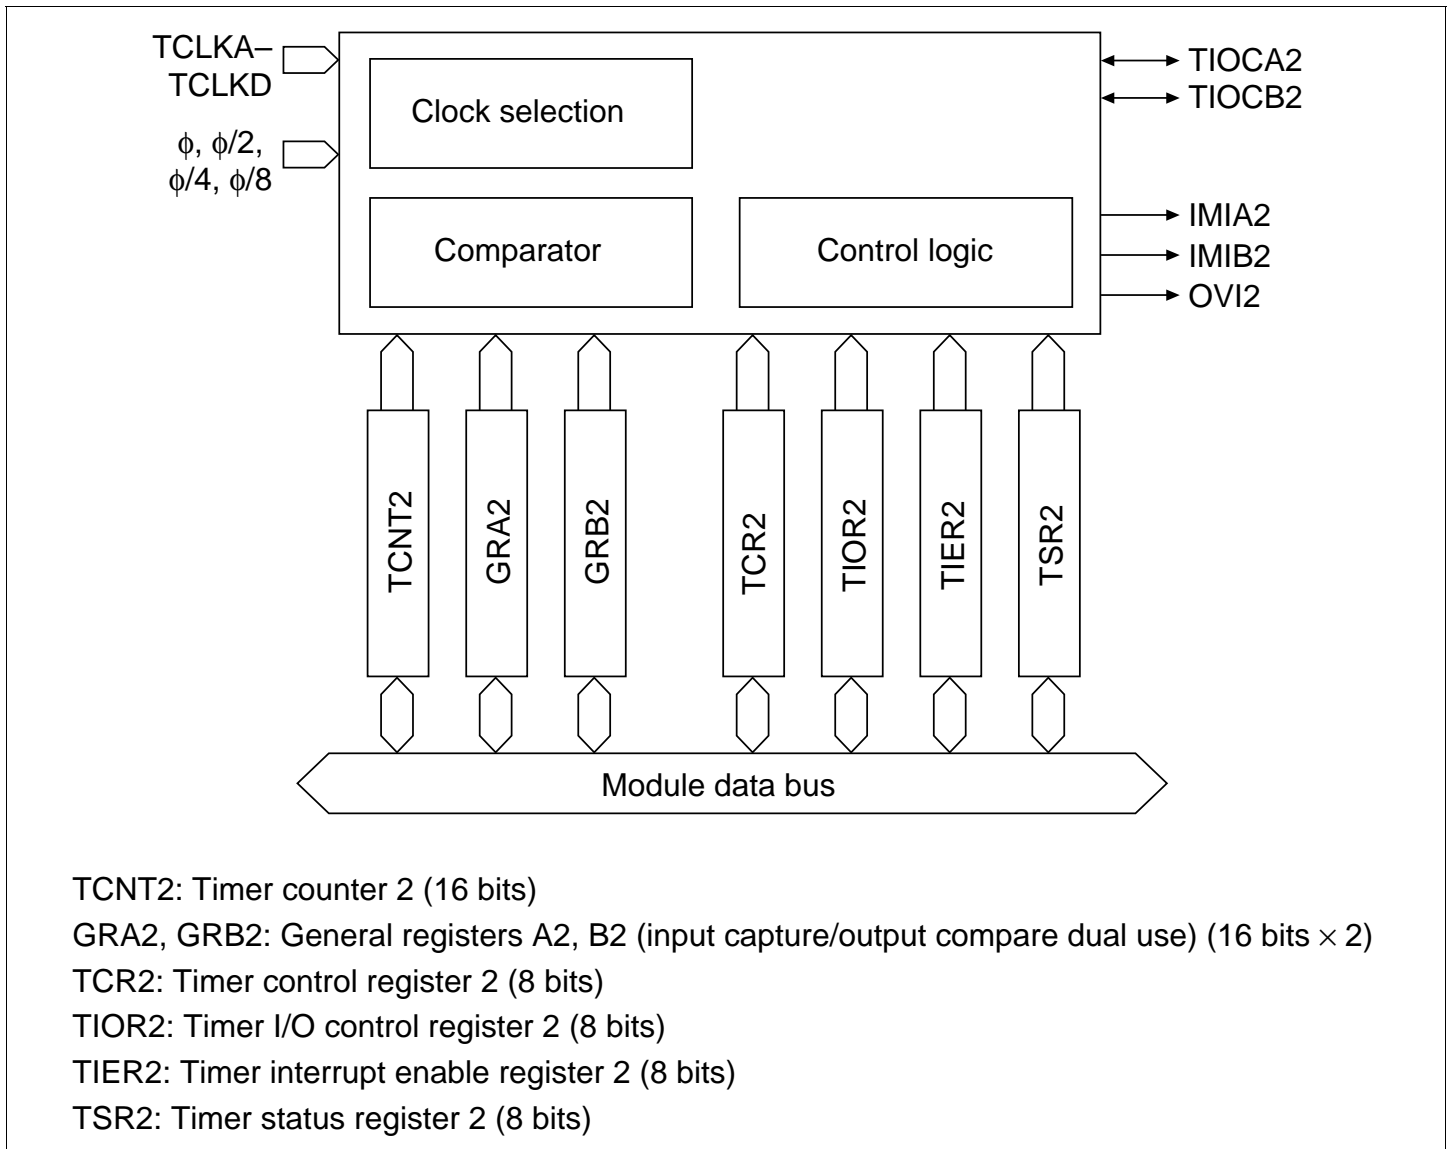 TCLKA–
TCLKD
ϕ, ϕ/2,
ϕ/4, ϕ/8
Clock selection
Comparator
Control logic
TIOCA2
TIOCB2
IMIA2
IMIB2
OVI2
TCNT2
GRA2
GRB2
TCR2
TIOR2
TIER2
TSR2
Module data bus
TCNT2: Timer counter 2 (16 bits)
GRA2, GRB2: General registers A2, B2 (input capture/output compare dual use) (16 bits × 2)
TCR2: Timer control register 2 (8 bits)
TIOR2: Timer I/O control register 2 (8 bits)
TIER2: Timer interrupt enable register 2 (8 bits)
TSR2: Timer status register 2 (8 bits)